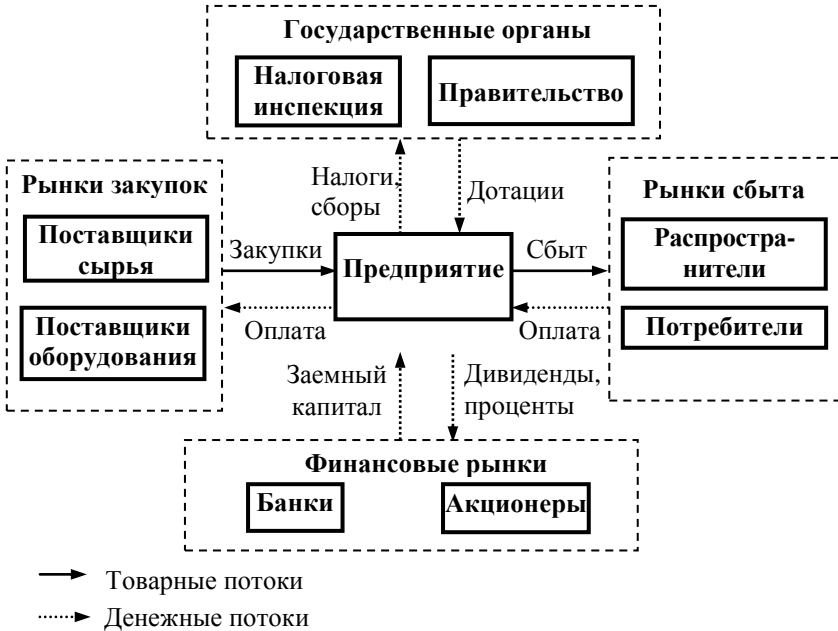 Государственные органы
Налоговая
инспекция
Правительство
Налоги,
сборы
Дотации
Рынки закупок
Поставщики
сырья
Поставщики
оборудования
Закупки
Оплата
Предприятие
Сбыт
Оплата
Рынки сбыта
Распростра-
нители
Потребители
Заемный
капитал
Дивиденды,
проценты
Финансовые рынки
Банки
Акционеры
Товарные потоки
Денежные потоки